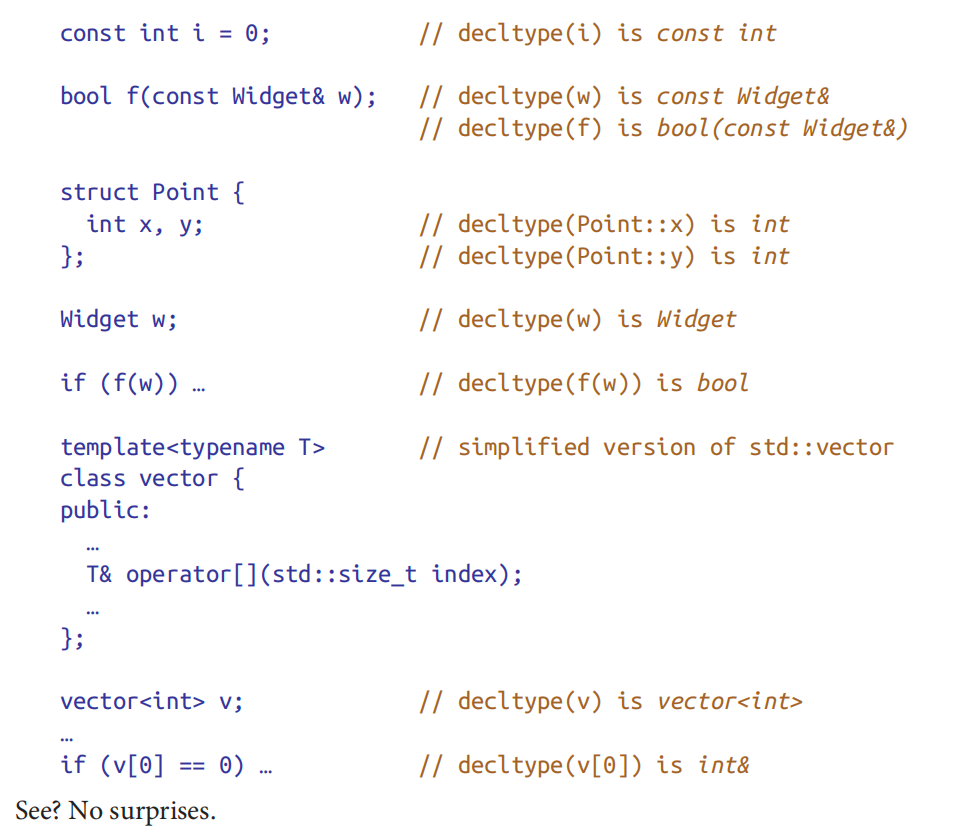 const int i = 0; // decltype(i) is const int
bool f(const Widget& w); // decltype(w) is const Widget&
// decltype(f) is bool(const Widget&)
struct Point {
int x, y; // decltype(Point::x) is int
}; // decltype(Point::y) is int
Widget w; // decltype(w) is Widget
if (f(w)) … // decltype(f(w)) is bool
template<typename T> // simplified version of std::vector
class vector {
public:
…
T& operator[](std::size_t index);
…
};
vector<int> v; // decltype(v) is vector<int>
…
if (v[0] == 0) … // decltype(v[0]) is int&
See? No surprises.